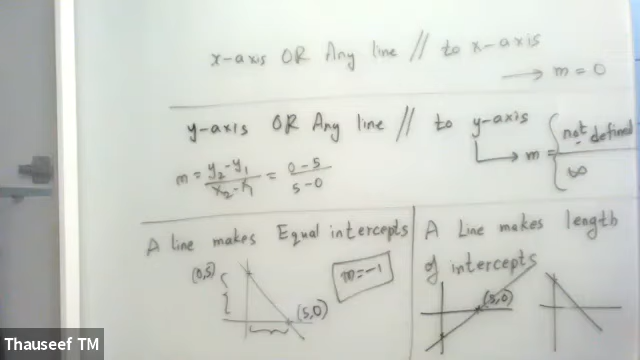 x-axis OR Any line // to x-axis
→ m = 0
y-axis OR Any line // to y-axis
→ m = { not defined
∞
m = y₂-y₁ / x₂-x₁ = 0-5 / 5-0
A line makes Equal intercepts
(0,5)
m=-1
(5,0)
A Line makes length
of intercepts
(5,0)
Thauseef TM